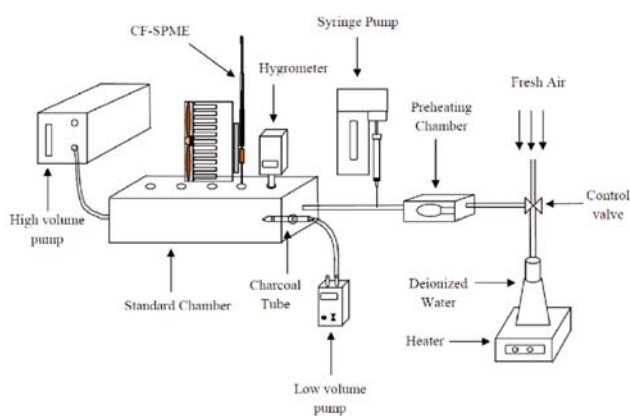 Syringe Pump
CF-SPME
Hygrometer
Fresh Air
Preheating
Chamber
Control
valve
High volume
pump
Standard Chamber
Charcoal
Tube
Deionized
Water
Heater
Low volume
pump